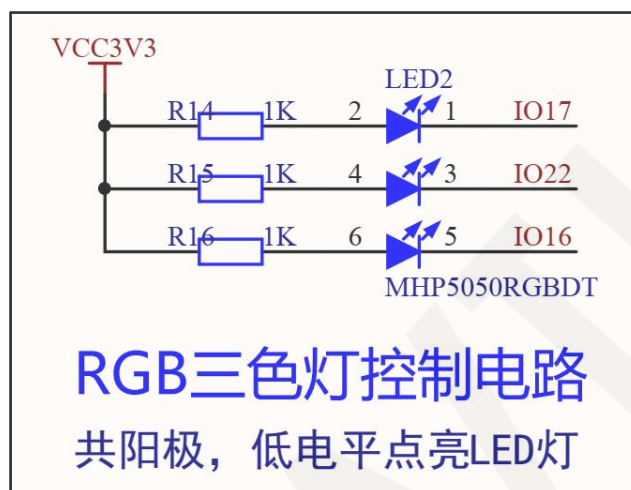 VCC3V3
LED2
R14 1K 2 1 IO17
R15 1K 4 3 IO22
R16 1K 6 5 IO16
MHP5050RGBDT
RGB三色灯控制电路
共阳极，低电平点亮LED灯